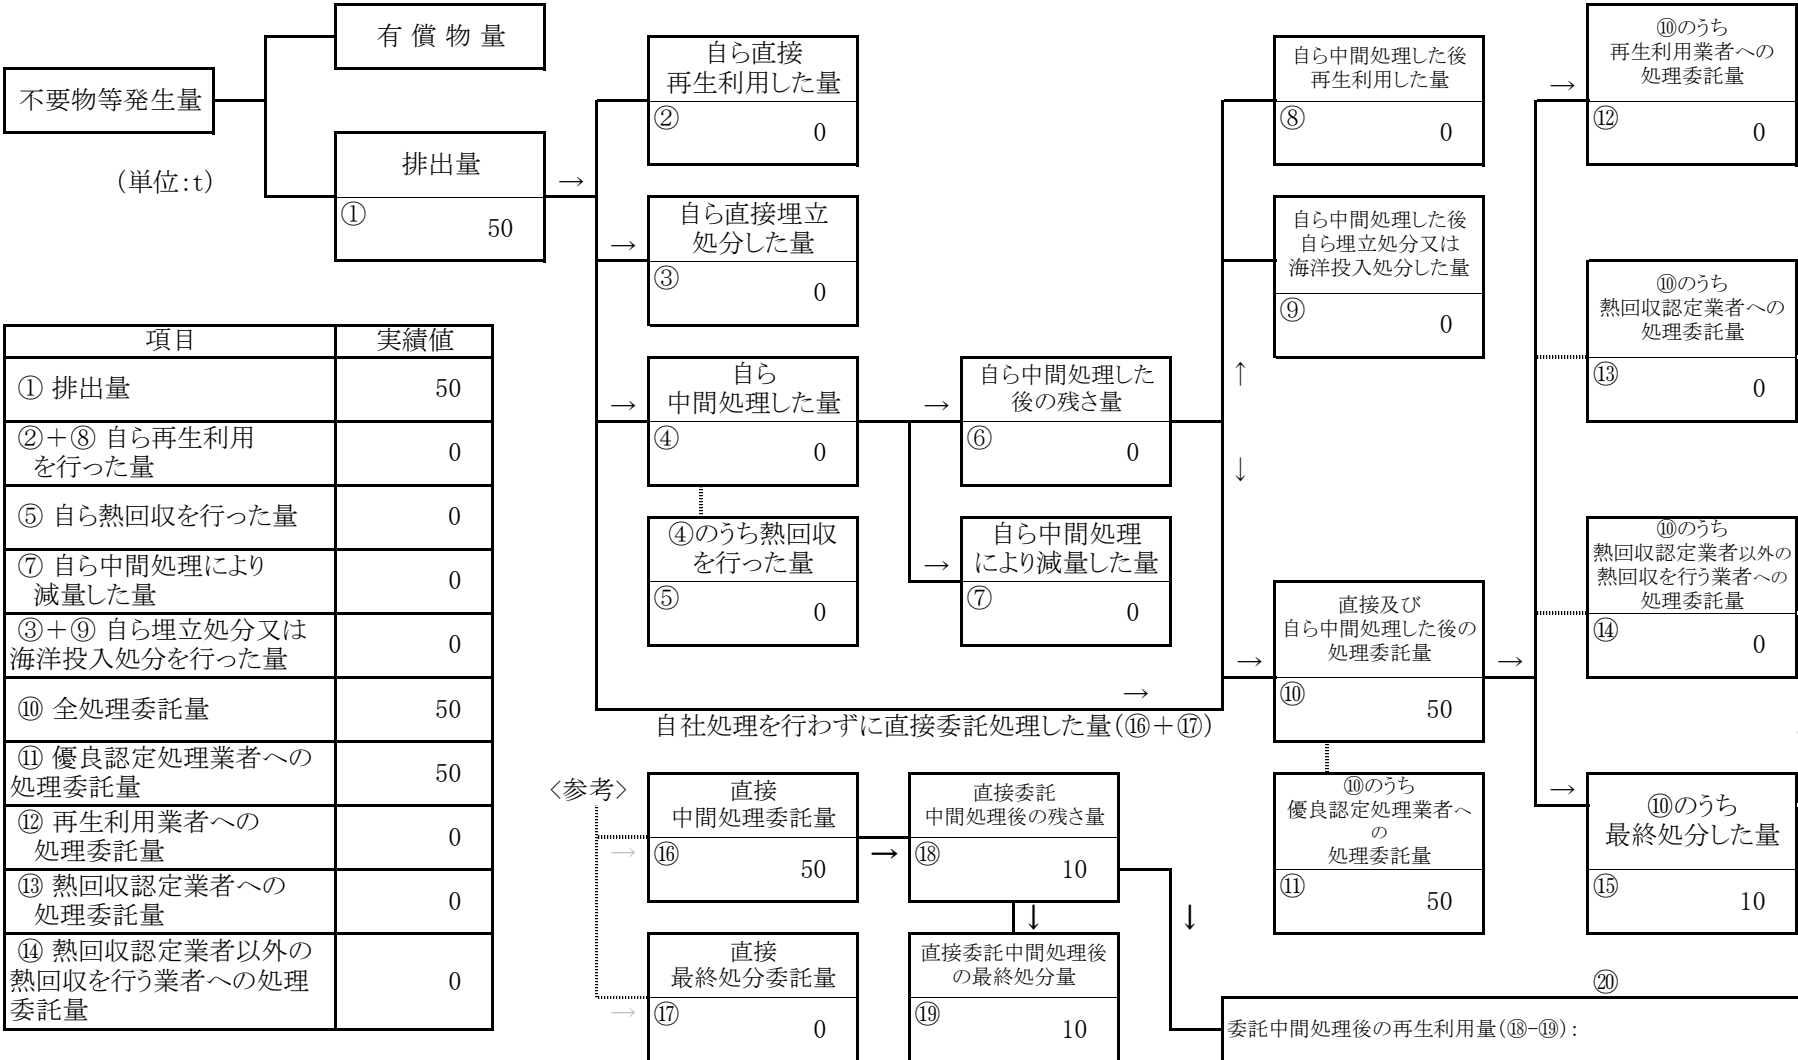 有 償 物 量
不要物等発生量
(単位:t)
排出量
①
50
→
自ら直接
再生利用した量
②
0
→
自ら直接埋立
処分した量
③
0
→
自ら
中間処理した量
④
0
④のうち熱回収
を行った量
⑤
0
→
自ら中間処理した
後の残さ量
⑥
0
→
自ら中間処理
により減量した量
⑦
0
自ら中間処理した後
再生利用した量
⑧
0
自ら中間処理した後
自ら埋立処分又は
海洋投入処分した量
⑨
0
↑
↓
→
直接及び
自ら中間処理した後の
処理委託量
⑩
50
→
⑩のうち
優良認定処理業者へ
の
処理委託量
⑪
50
→
⑩のうち
再生利用業者への
処理委託量
⑫
0
⑩のうち
熱回収認定業者への
処理委託量
⑬
0
⑩のうち
熱回収認定業者以外の
熱回収を行う業者への
処理委託量
⑭
0
→
⑩のうち
最終処分した量
⑮
10
→
自社処理を行わずに直接委託処理した量(⑯+⑰)
項目 実績値
① 排出量 50
②+⑧ 自ら再生利用
を行った量
0
⑤ 自ら熱回収を行った量 0
⑦ 自ら中間処理により
減量した量
0
③+⑨ 自ら埋立処分又は
海洋投入処分を行った量
0
⑩ 全処理委託量 50
⑪ 優良認定処理業者への
処理委託量
50
⑫ 再生利用業者への
処理委託量
0
⑬ 熱回収認定業者への
処理委託量
0
⑭ 熱回収認定業者以外の
熱回収を行う業者への処理
委託量
0
<参考>
→
直接
中間処理委託量
⑯
50
→
直接委託
中間処理後の残さ量
⑱
10
↓
↓
→
直接
最終処分委託量
⑰
0
直接委託中間処理後
の最終処分量
⑲
10
⑳
委託中間処理後の再生利用量(⑱-⑲):